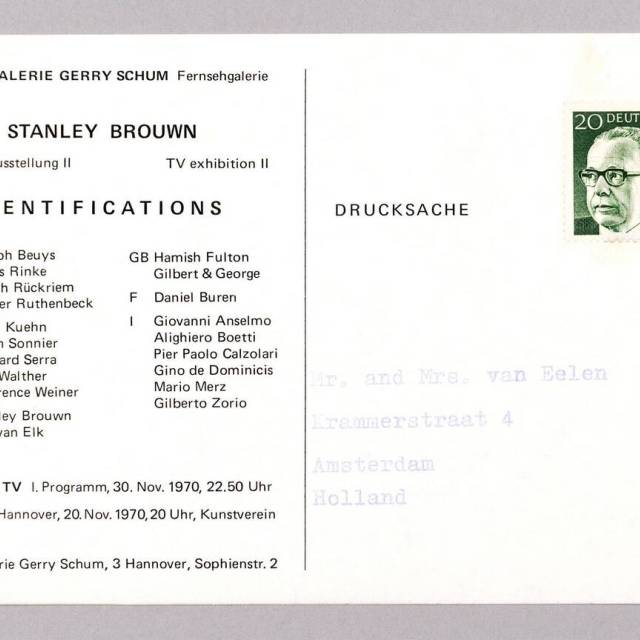 ALERIE GERRY SCHUM Fernsehgalerie
STANLEY BROUWN
usstellung II TV exhibition II
ENTIFICATIONS
ph Beuys
s Rinke
h Rückriem
er Ruthenbeck
Kuehn
n Sonnier
ard Serra
Walther
rence Weiner
ley Brouwn
van Elk
GB Hamish Fulton
Gilbert & George
F Daniel Buren
I Giovanni Anselmo
Alighiero Boetti
Pier Paolo Calzolari
Gino de Dominicis
Mario Merz
Gilberto Zorio
TV I. Programm, 30. Nov. 1970, 22.50 Uhr
Hannover, 20. Nov. 1970, 20 Uhr, Kunstverein
rie Gerry Schum, 3 Hannover, Sophienstr. 2
DRUCKSACHE
20 DEUT
Mr. and Mrs. van Eelen
Krammerstraat 4
Amsterdam
Holland